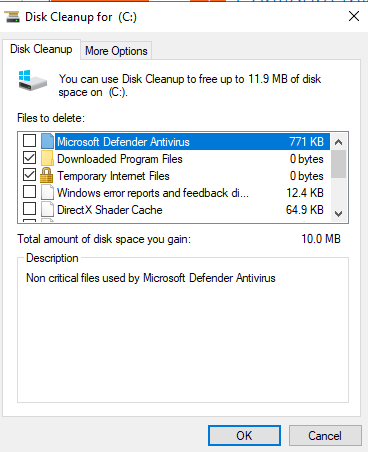 Disk Cleanup for (C:)
Disk Cleanup
More Options
You can use Disk Cleanup to free up to 11.9 MB of disk
space on (C:).
Files to delete:
Microsoft Defender Antivirus 771 KB
Downloaded Program Files 0 bytes
Temporary Internet Files 0 bytes
Windows error reports and feedback di... 12.4 KB
DirectX Shader Cache 64.9 KB
Total amount of disk space you gain: 10.0 MB
Description
Non critical files used by Microsoft Defender Antivirus
OK
Cancel